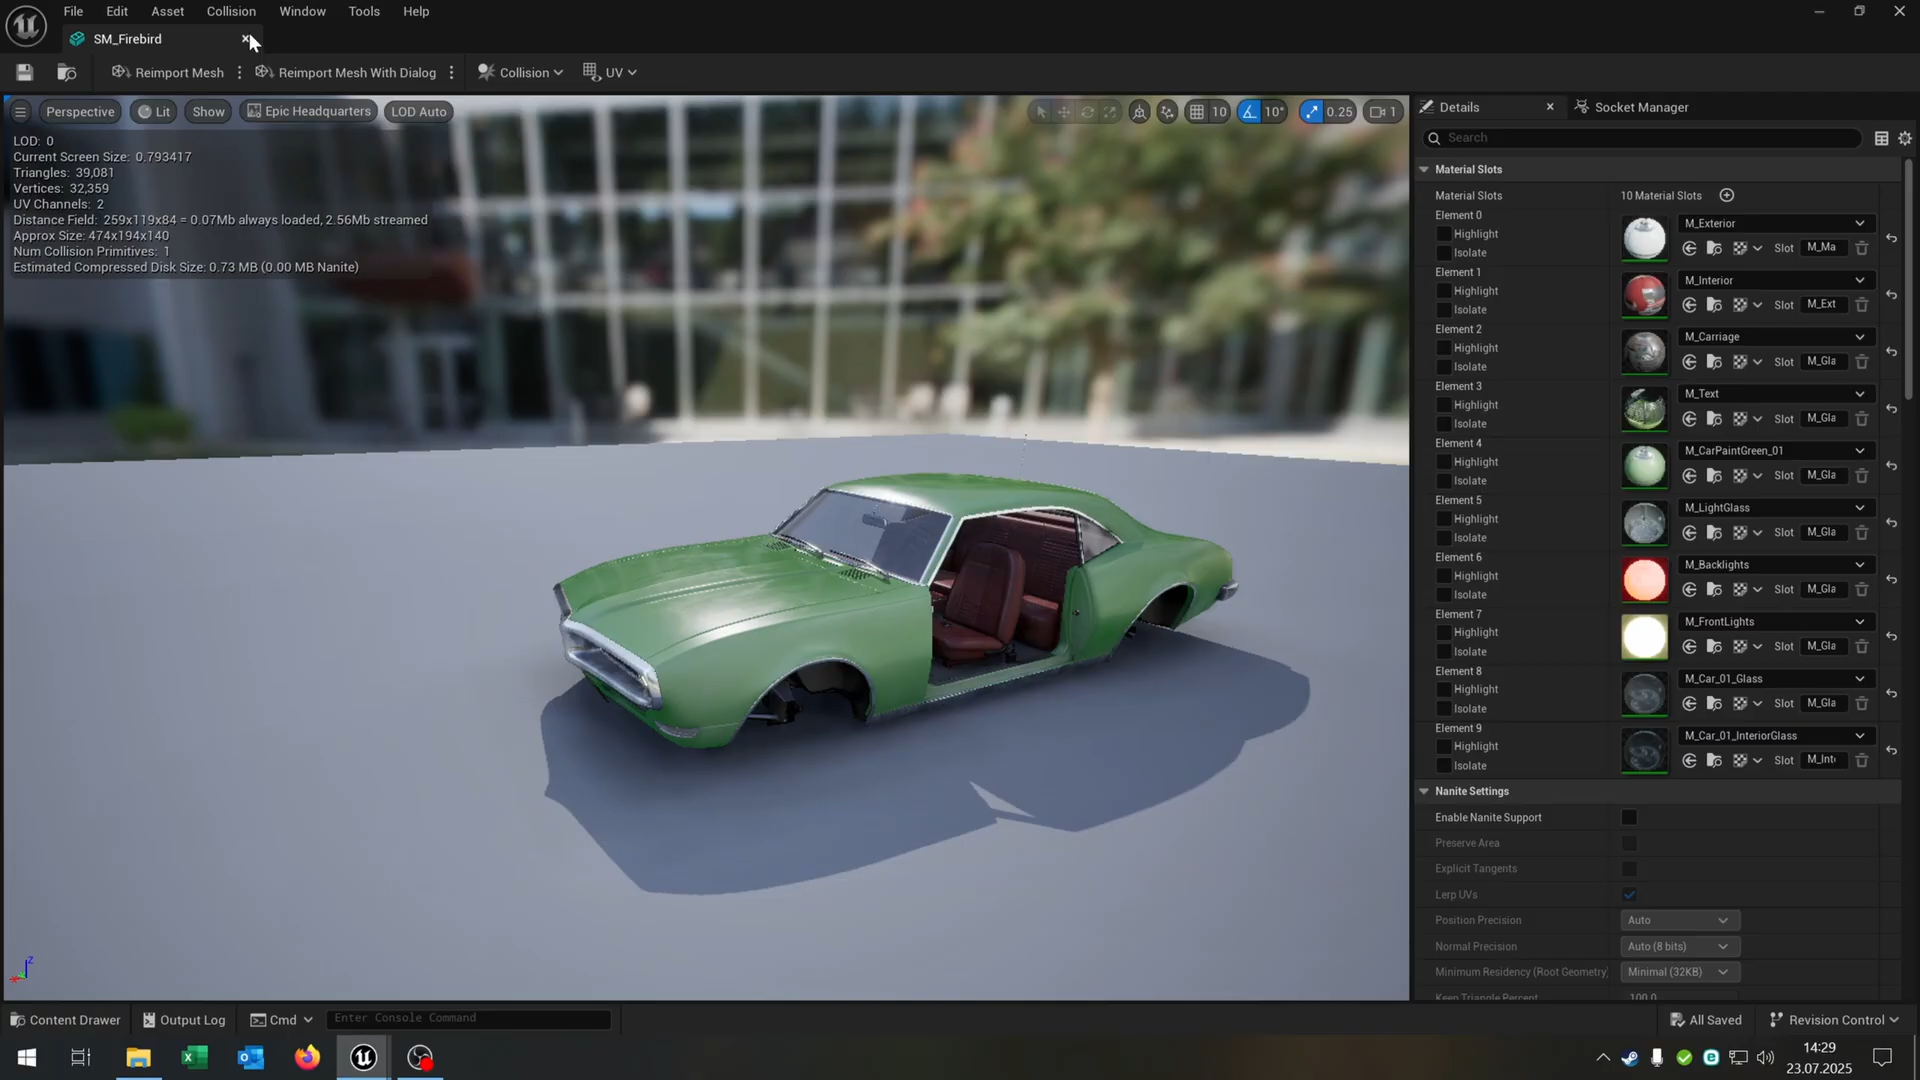 File Edit Asset Collision Window Tools Help
SM_Firebird
Reimport Mesh Reimport Mesh With Dialog Collision UV
Perspective Lit Show Epic Headquarters LOD Auto 10 10° 0.25 1
LOD: 0
Current Screen Size: 0.793417
Triangles: 39,081
Vertices: 32,359
UV Channels: 2
Distance Field: 259x119x84 = 0.07Mb always loaded, 2.56Mb streamed
Approx Size: 474x194x140
Num Collision Primitives: 1
Estimated Compressed Disk Size: 0.73 MB (0.00 MB Nanite)
Z
Details Socket Manager
Search
Material Slots
Material Slots 10 Material Slots
Element 0 M_Exterior
Highlight
Isolate Slot M_Ma
Element 1 M_Interior
Highlight
Isolate Slot M_Ext
Element 2 M_Carriage
Highlight
Isolate Slot M_Gla
Element 3 M_Text
Highlight
Isolate Slot M_Gla
Element 4 M_CarPaintGreen_01
Highlight
Isolate Slot M_Gla
Element 5 M_LightGlass
Highlight
Isolate Slot M_Gla
Element 6 M_Backlights
Highlight
Isolate Slot M_Gla
Element 7 M_FrontLights
Highlight
Isolate Slot M_Gla
Element 8 M_Car_01_Glass
Highlight
Isolate Slot M_Gla
Element 9 M_Car_01_InteriorGlass
Highlight
Isolate Slot M_Int
Nanite Settings
Enable Nanite Support
Preserve Area
Explicit Tangents
Lerp UVs
Position Precision Auto
Normal Precision Auto (8 bits)
Minimum Residency (Root Geometry) Minimal (32KB)
Keep Triangle Percent 100.0
Content Drawer Output Log Cmd Enter Console Command All Saved Revision Control
14:29
23.07.2025